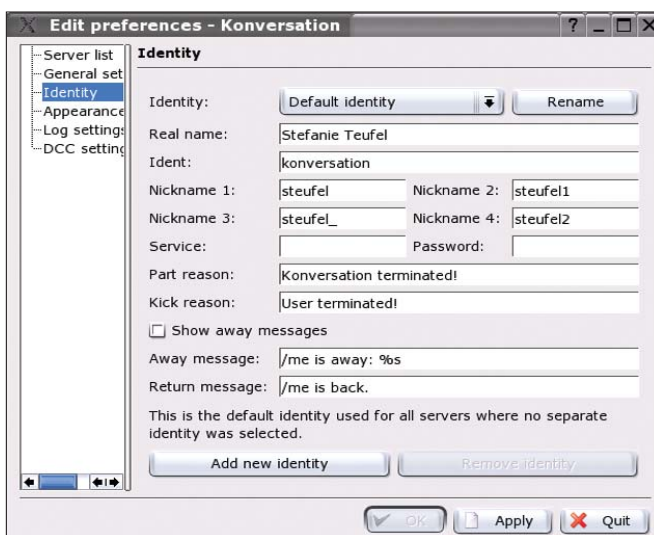 Edit preferences - Konversation
Server list
General set
Identity
Appearance
Log settings
DCC setting
Identity
Identity: Default identity Rename
Real name: Stefanie Teufel
Ident: konversation
Nickname 1: steufel Nickname 2: steufel1
Nickname 3: steufel_ Nickname 4: steufel2
Service: Password:
Part reason: Konversation terminated!
Kick reason: User terminated!
Show away messages
Away message: /me is away: %s
Return message: /me is back.
This is the default identity used for all servers where no separate
identity was selected.
Add new identity Remove identity
OK Apply Quit